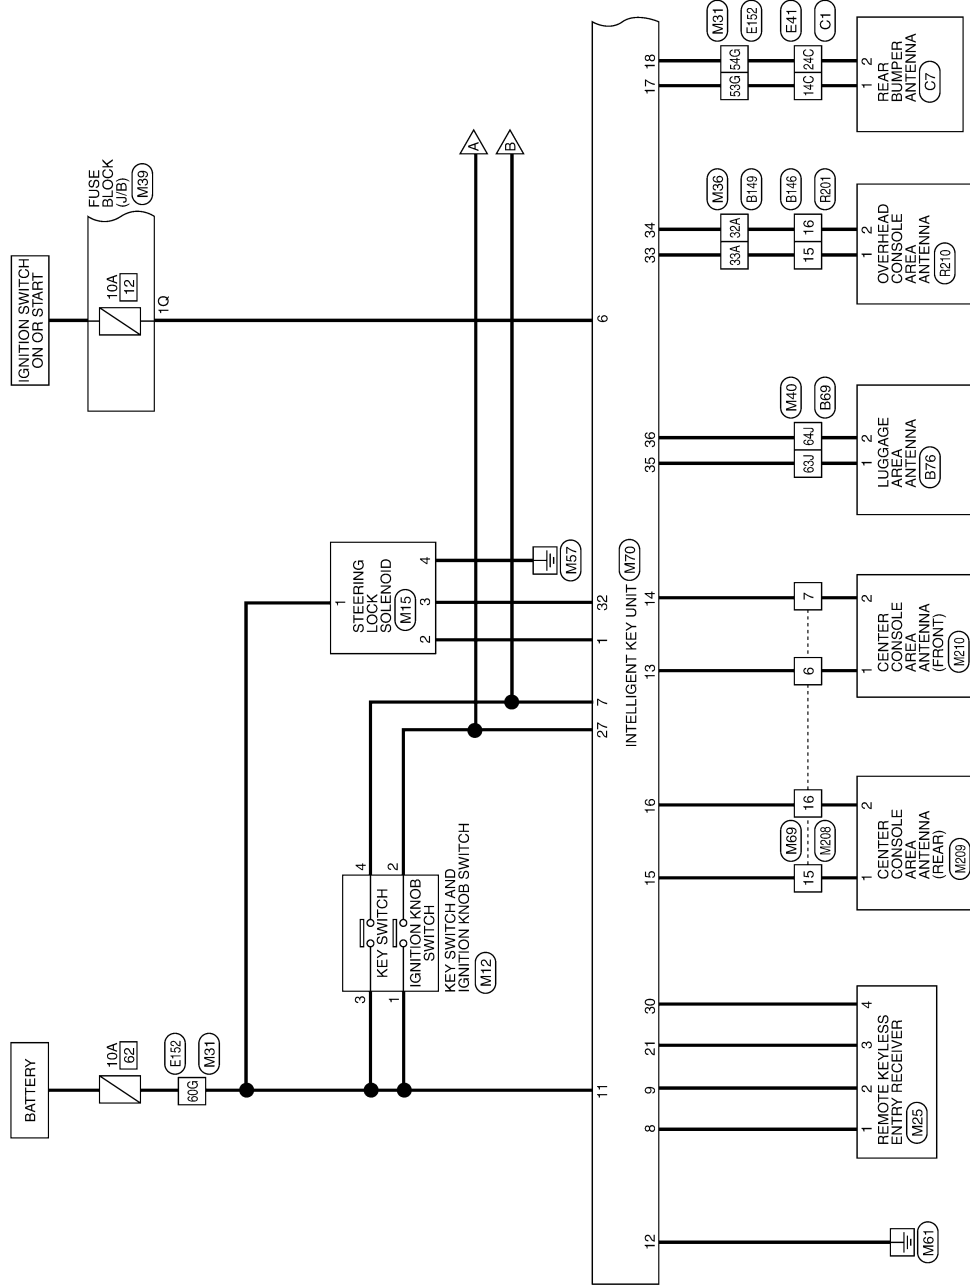 BATTERY
10A
62
60G
E152
M31
IGNITION SWITCH
ON OR START
FUSE
BLOCK
(J/B)
M39
10A
12
1Q
KEY SWITCH
IGNITION KNOB
SWITCH
3
4
1
2
KEY SWITCH AND
IGNITION KNOB SWITCH
M12
1
STEERING
LOCK
SOLENOID
M15
2
3
4
M57
A
B
11
27
7
1
32
6
INTELLIGENT KEY UNIT
M70
12
8
9
21
30
15
16
13
14
35
36
33
34
17
18
M61
1
2
3
4
REMOTE KEYLESS
ENTRY RECEIVER
M25
15
M69
M208
16
6
7
1
2
CENTER
CONSOLE
AREA
ANTENNA
(REAR)
M209
1
2
CENTER
CONSOLE
AREA
ANTENNA
(FRONT)
M210
63J
64J
M40
B69
1
2
LUGGAGE
AREA
ANTENNA
B76
33A
32A
M36
B149
15
16
B146
R201
1
2
OVERHEAD
CONSOLE
AREA
ANTENNA
R210
53G
54G
M31
E152
14C
24C
E41
C1
1
2
REAR
BUMPER
ANTENNA
C7